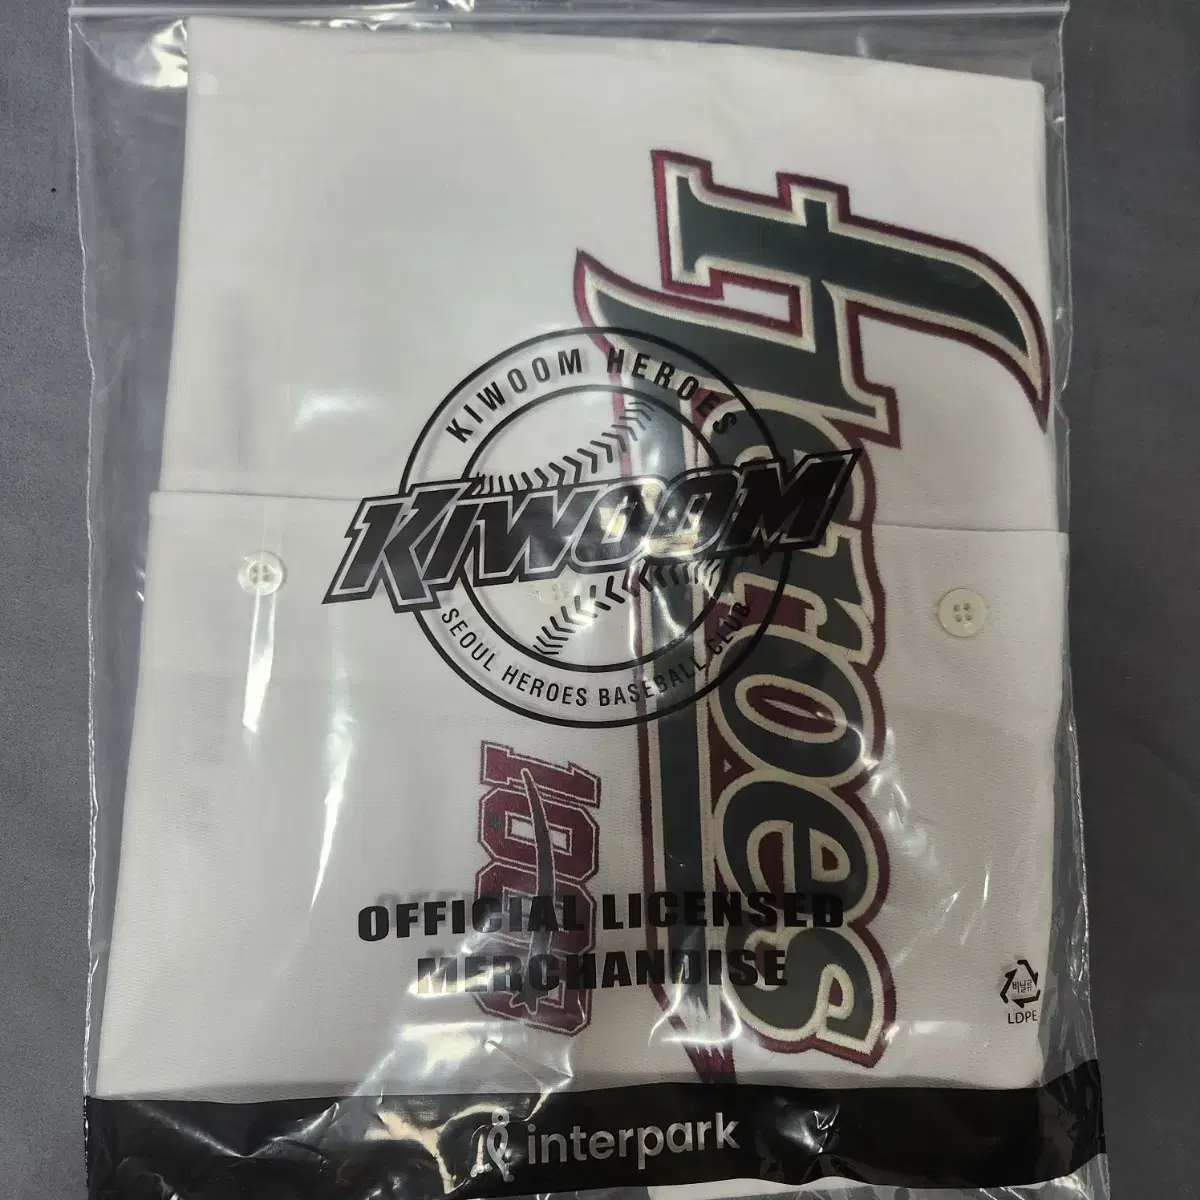 KIWOOM HEROES
KIWOOM
SEOUL HEROES BASEBALL CLUB
Heroes
OFFICIAL LICENSED
MERCHANDISE
비닐류
LDPE
interpark